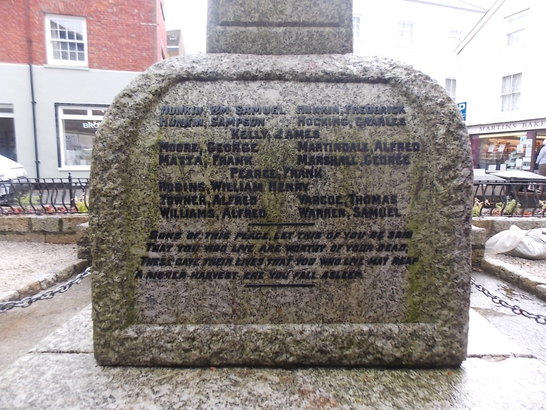 HUNKIN, WM SAMUEL HUNKIN, FREDERICK
HUNKIN, SAMPSON HOCKING, CHARLES
KELLY, JAMES
MOORE, GEORGE MARTINDALE, ALFRED
MATTA, FRANK MARSHALL, GEORGE
PEARCE, FRANK
ROBINS, WILLIAM HENRY
TOWNER, ALFRED VARCOE, THOMAS
WILLIAMS, ALFRED WARREN, SAMUEL
SONS OF THIS PLACE, LET THIS OF YOU BE SAID
THAT YOU WHO LIVE ARE WORTHY OF YOUR DEAD,
THESE GAVE THEIR LIVES THAT YOU WHO LIVE MAY REAP
A RICHER HARVEST, ERE YOU FALL ASLEEP.
MARTINS BAKERY